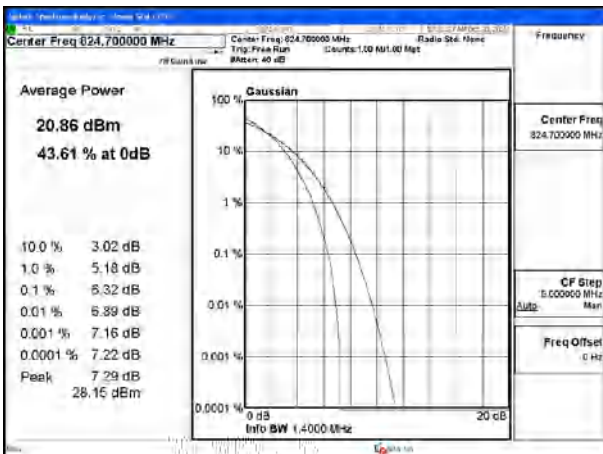 Center Freq 824.700000 MHz
Center Freq: 824.700000 MHz
Radio Std: None
Trig: Free Run
Counts:1.00 M/1.00 Mpt
#Atten: 40 dB
Frequency
Average Power
20.86 dBm
43.61 % at 0dB
10.0 % 3.02 dB
1.0 % 5.18 dB
0.1 % 6.32 dB
0.01 % 6.89 dB
0.001 % 7.16 dB
0.0001 % 7.22 dB
Peak 7.29 dB
28.15 dBm
Gaussian
100 %
10 %
1 %
0.1 %
0.01 %
0.001 %
0.0001 %
0 dB
20 dB
Info BW 1.4000 MHz
Center Freq
824.700000 MHz
CF Step
5.000000 MHz
Auto Man
Freq Offset
0 Hz